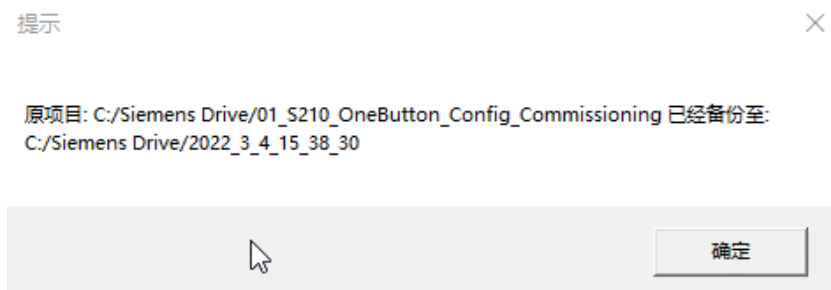 提示
原项目: C:/Siemens Drive/01_S210_OneButton_Config_Commissioning 已经备份至:
C:/Siemens Drive/2022_3_4_15_38_30
确定